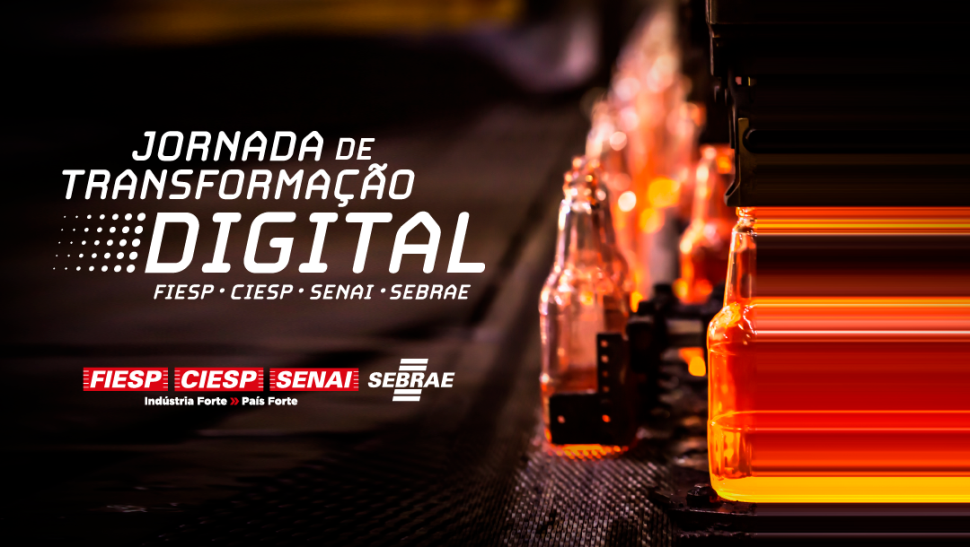 JORNADA DE
TRANSFORMAÇÃO
DIGITAL
FIESP • CIESP • SENAI • SEBRAE
FIESP CIESP SENAI SEBRAE
Indústria Forte » País Forte